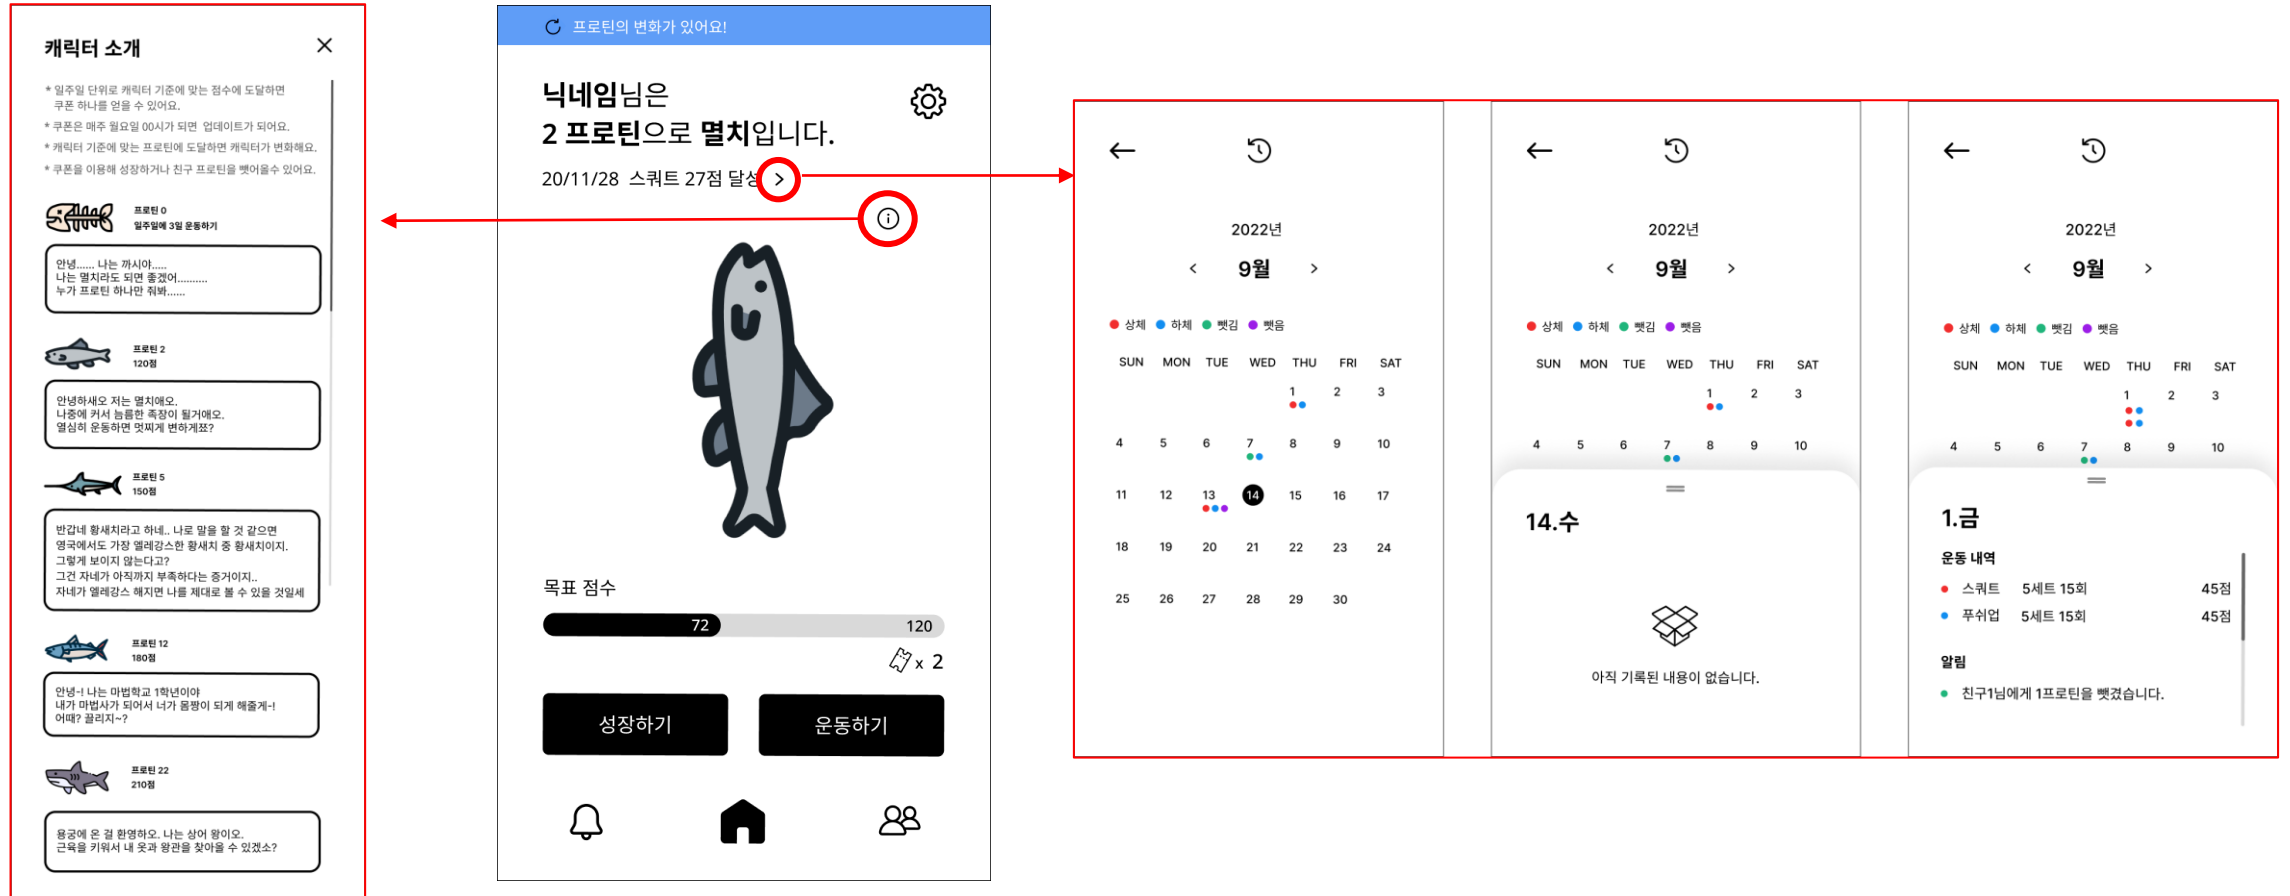 캐릭터 소개
* 일주일 단위로 캐릭터 기준에 맞는 점수에 도달하면
쿠폰 하나를 얻을 수 있어요.
* 쿠폰은 매주 월요일 00시가 되면 업데이트가 되어요.
* 캐릭터 기준에 맞는 프로틴에 도달하면 캐릭터가 변화해요.
* 쿠폰을 이용해 성장하거나 친구 프로틴을 뺏어올수 있어요.
프로틴 0
일주일에 3일 운동하기
안녕...... 나는 까시야.....
나는 멸치라도 되면 좋겠어..........
누가 프로틴 하나만 줘봐......
프로틴 2
120점
안녕하새오 저는 멸치애오.
나중에 커서 늠름한 족장이 될거애오.
열심히 운동하면 멋찌게 변하게쬬?
프로틴 5
150점
반갑네 황새치라고 하네.. 나로 말을 할 것 같으면
영국에서도 가장 엘레강스한 황새치 중 황새치이지.
그렇게 보이지 않는다고?
그건 자네가 아직까지 부족하다는 증거이지..
자네가 엘레강스 해지면 나를 제대로 볼 수 있을 것일세
프로틴 12
180점
안녕-! 나는 마법학교 1학년이야
내가 마법사가 되어서 너가 몸짱이 되게 해줄게-!
어때? 끌리지~?
프로틴 22
210점
용궁에 온 걸 환영하오. 나는 상어 왕이오.
근육을 키워서 내 옷과 왕관을 찾아올 수 있겠소?
프로틴의 변화가 있어요!
닉네임님은
2 프로틴으로 멸치입니다.
20/11/28 스쿼트 27점 달성
목표 점수
72 120
x 2
성장하기 운동하기
2022년
< 9월 >
상체 하체 뺏김 뺏음
SUN MON TUE WED THU FRI SAT
1 2 3
4 5 6 7 8 9 10
11 12 13 14 15 16 17
18 19 20 21 22 23 24
25 26 27 28 29 30
2022년
< 9월 >
상체 하체 뺏김 뺏음
SUN MON TUE WED THU FRI SAT
1 2 3
4 5 6 7 8 9 10
14.수
아직 기록된 내용이 없습니다.
2022년
< 9월 >
상체 하체 뺏김 뺏음
SUN MON TUE WED THU FRI SAT
1 2 3
4 5 6 7 8 9 10
1.금
운동 내역
스쿼트 5세트 15회 45점
푸쉬업 5세트 15회 45점
알림
친구1님에게 1프로틴을 뺏겼습니다.